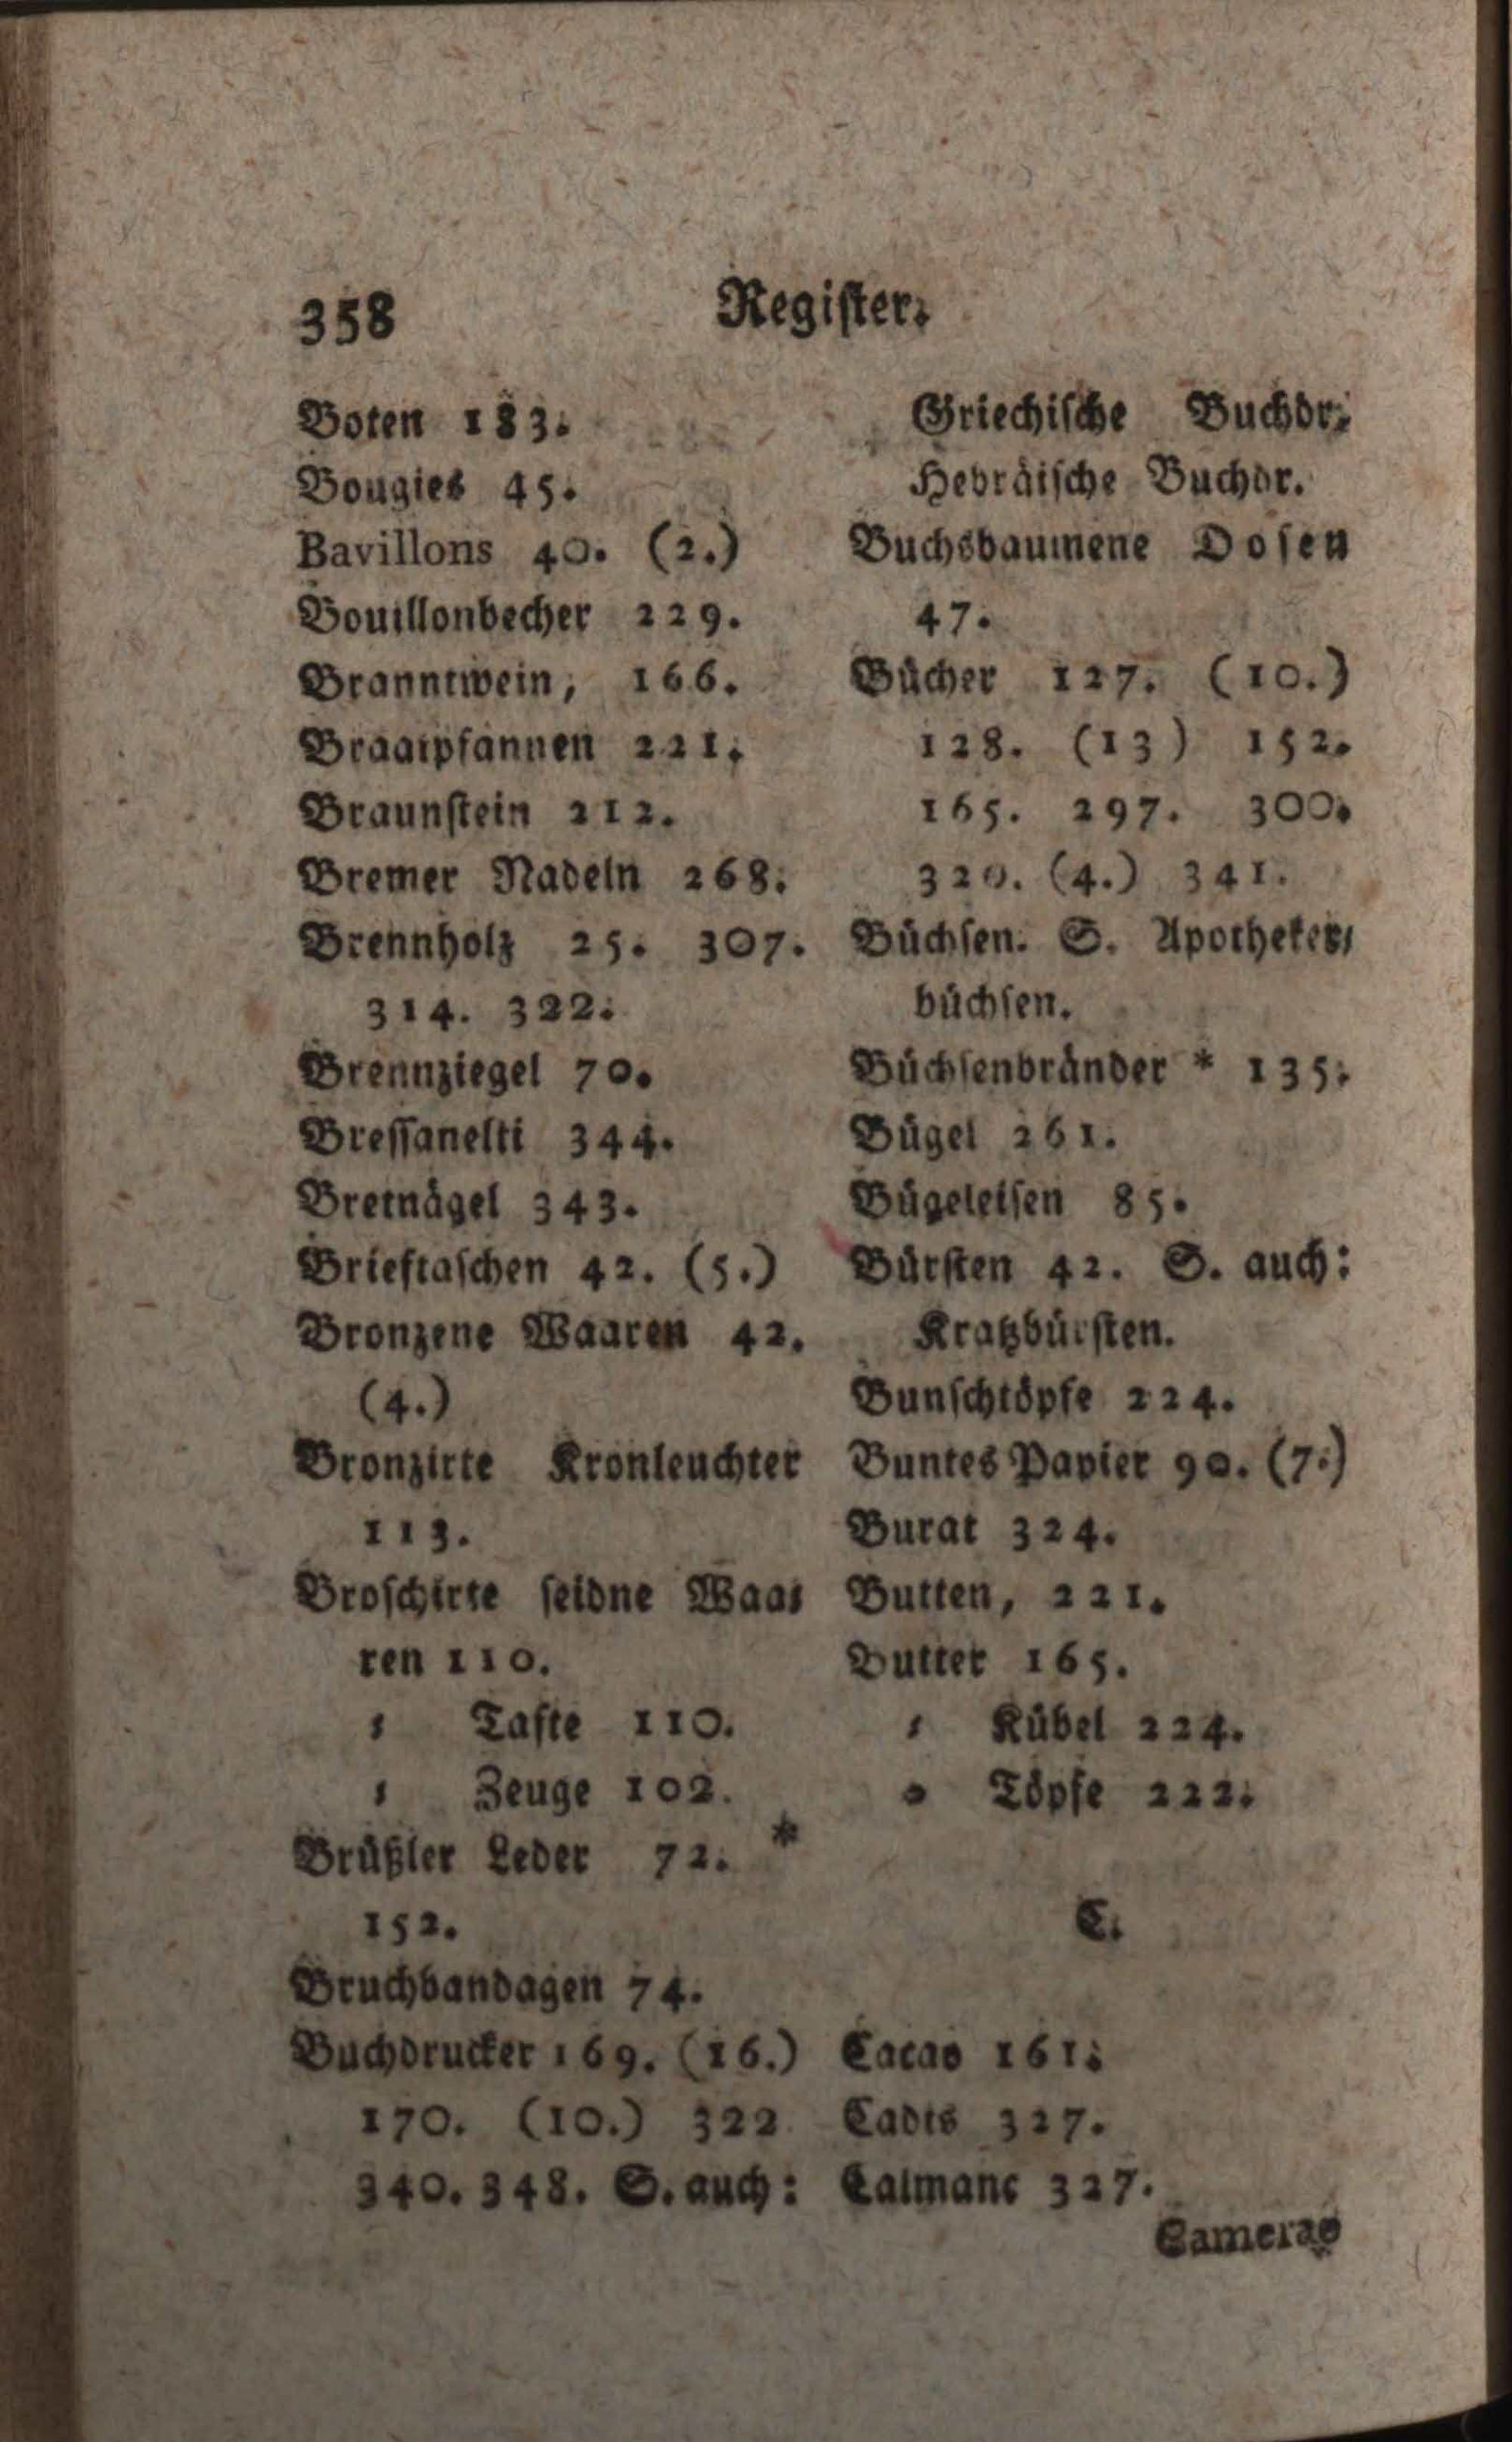 358
Register.
Boten 183.
Bougies 45.
Bavillons 40. (2.)
Bouillonbecher 229.
Branntwein, 166.
Braatpfannen 221.
Braunſtein 212.
Bremer Nadeln 268.
Brennholz 25. 307.
314. 322.
Brennziegel 70.
Breſſanelti 344.
Bretnägel 343.
Brieftaſchen 42. (5.)
Bronzene Waaren 42.
(4.)
Bronzirte Kronleuchter
113.
Broſchirte ſeidne Waa⸗
ren 110.
⸗ Tafte 110.
⸗ Zeuge 102.
Brüßler Leder 72. *
152.
Bruchbandagen 74.
Buchdrucker 169. (16.)
170. (10.) 322
340. 348. S. auch:
Griechiſche Buchdr.
Hebräiſche Buchdr.
Buchsbaumene Doſen
47.
Bücher 127. (10.)
128. (13) 152.
165. 297. 300.
320. (4.) 341.
Büchſen. S. Apotheker⸗
büchſen.
Büchſenbränder * 135.
Bügel 261.
Bügeleiſen 85.
Bürſten 42. S. auch:
Kratzbürſten.
Bunſchtöpfe 224.
Buntes Papier 90. (7.)
Burat 324.
Butten, 221.
Butter 165.
⸗ Kübel 224.
⸗ Töpfe 222.
C.
Cacao 161.
Cadis 327.
Calmanc 327.
Cameras